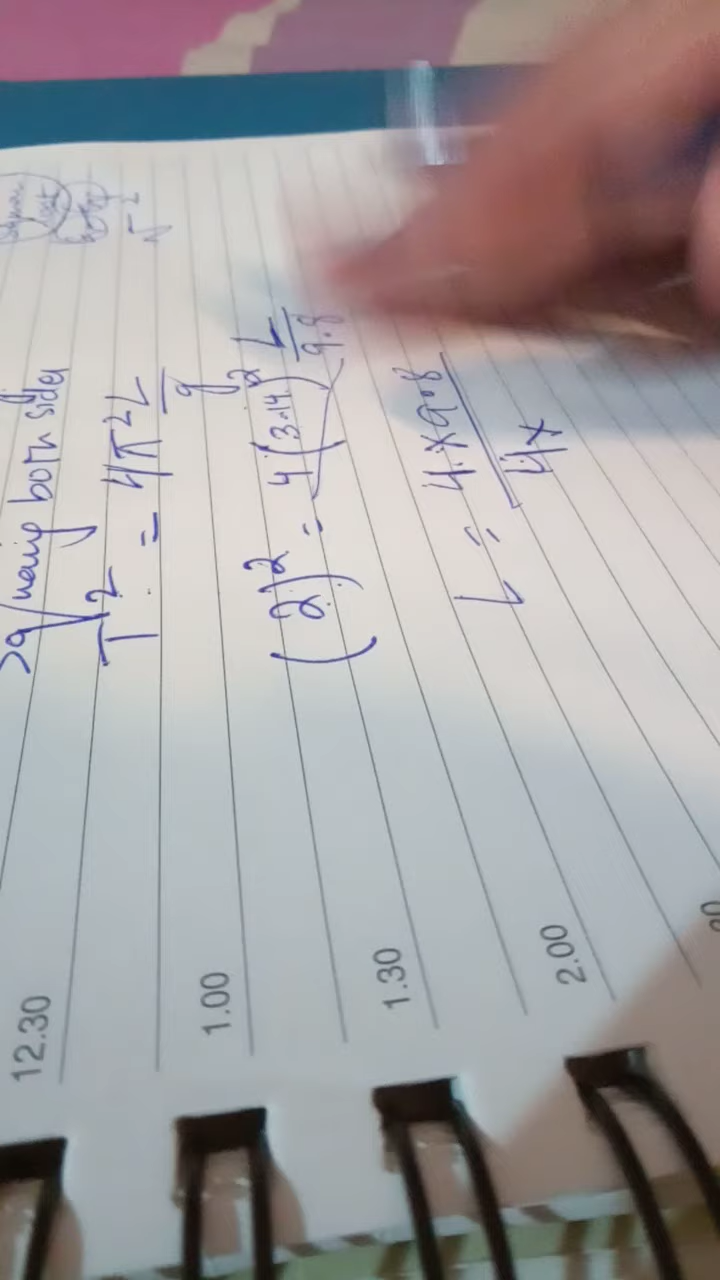 Squaring both sides
T² = 4π²L/g
(2)² = 4(3.14)² L/9.8
L = 4×9.8/4×
12.30
1.00
1.30
2.00